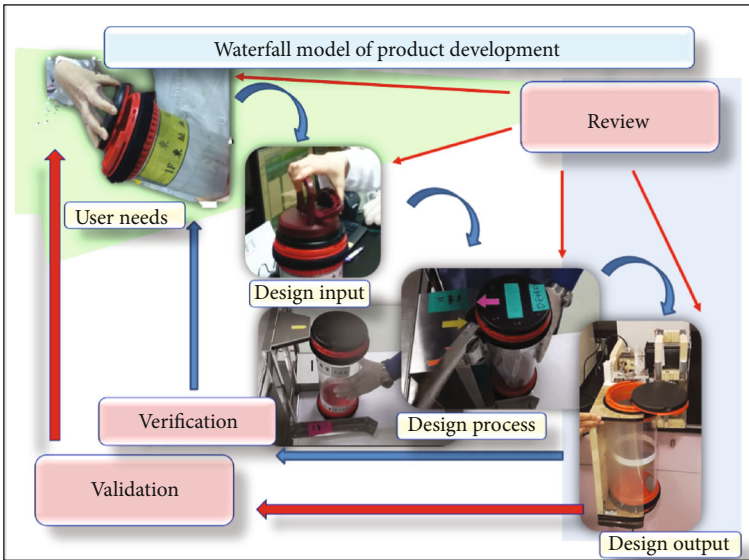 Waterfall model of product development
Review
User needs
Design input
Design process
Verification
Validation
Design output